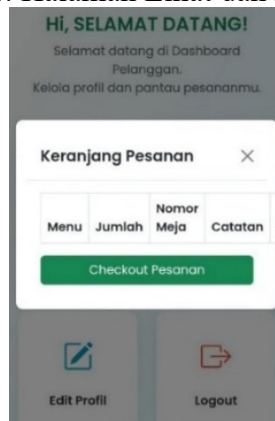 Hi, SELAMAT DATANG!
Selamat datang di Dashboard
Pelanggan.
Kelola profil dan pantau pesananmu.
Keranjang Pesanan
Menu Jumlah Nomor Meja Catatan
Checkout Pesanan
Edit Profil Logout